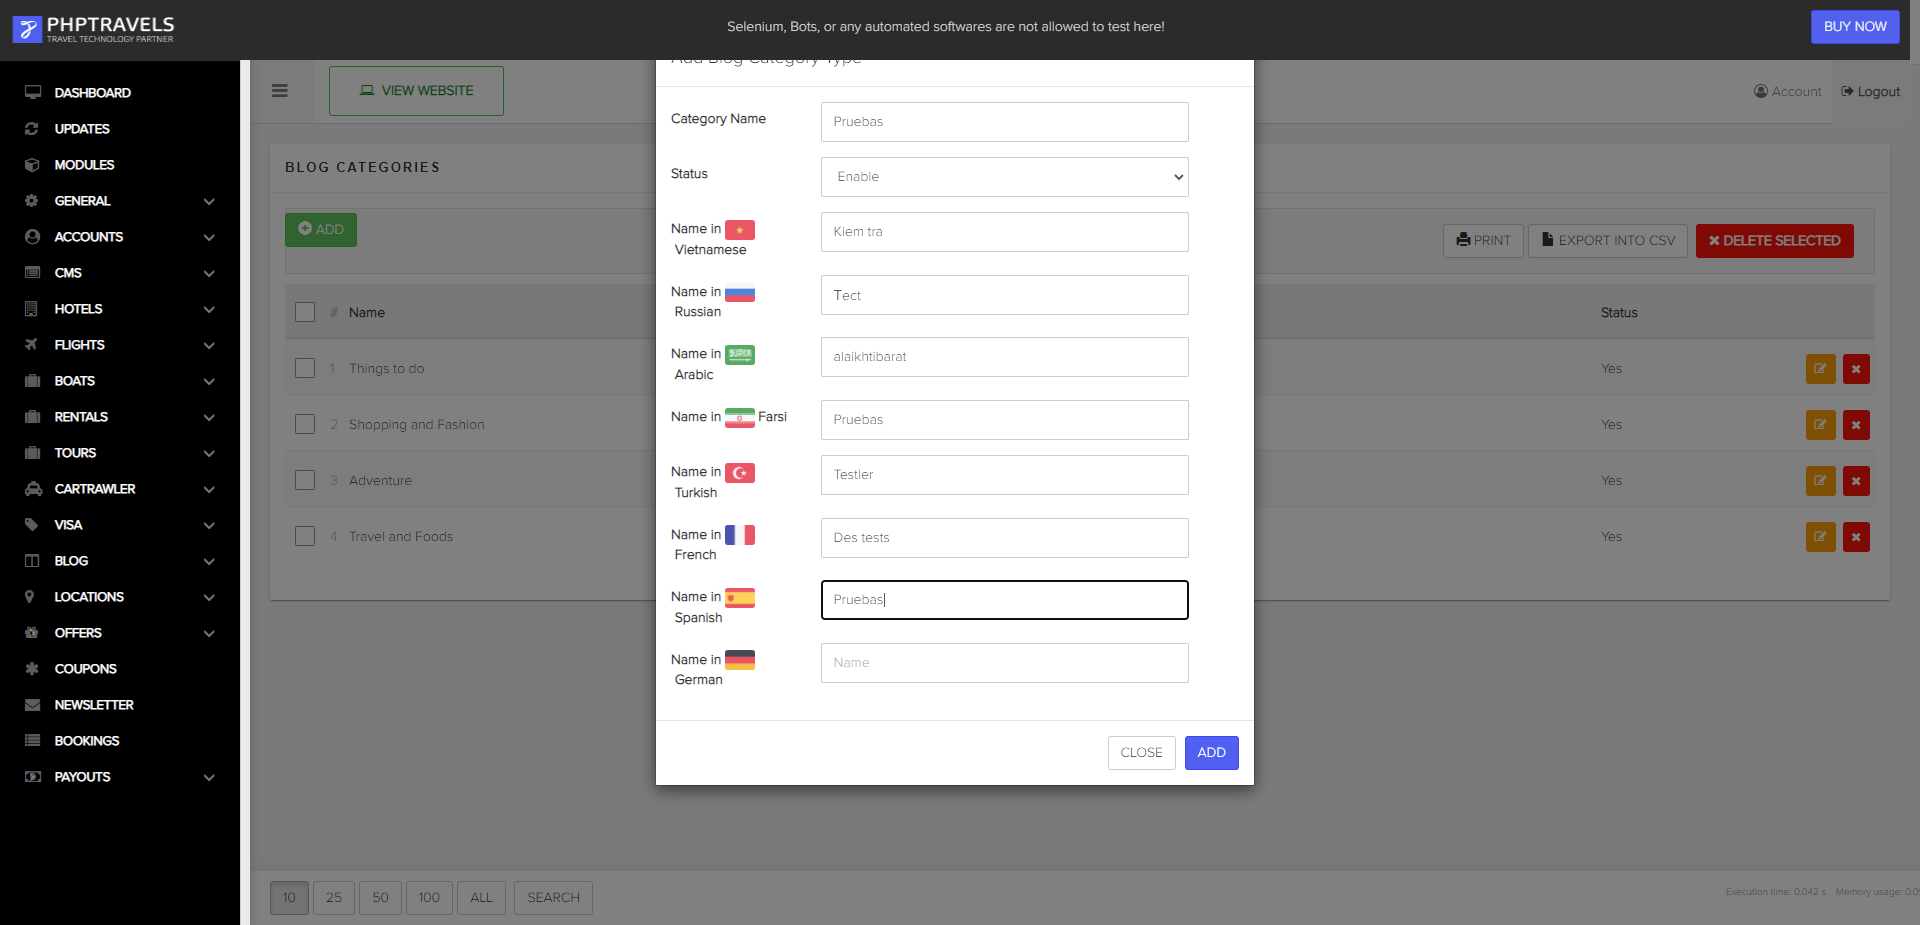 PHPTRAVELS
TRAVEL TECHNOLOGY PARTNER
Selenium, Bots, or any automated softwares are not allowed to test here!
BUY NOW
DASHBOARD
UPDATES
MODULES
GENERAL
ACCOUNTS
CMS
HOTELS
FLIGHTS
BOATS
RENTALS
TOURS
CARTRAWLER
VISA
BLOG
LOCATIONS
OFFERS
COUPONS
NEWSLETTER
BOOKINGS
PAYOUTS
VIEW WEBSITE
Account
Logout
BLOG CATEGORIES
ADD
PRINT
EXPORT INTO CSV
DELETE SELECTED
# Name Status
1 Things to do Yes
2 Shopping and Fashion Yes
3 Adventure Yes
4 Travel and Foods Yes
Add Blog Category Type
Category Name Pruebas
Status Enable
Name in Vietnamese
Kiem tra
Name in Russian
Тест
Name in Arabic
alaikhtibarat
Name in Farsi
Pruebas
Name in Turkish
Testler
Name in French
Des tests
Name in Spanish
Pruebas
Name in German
Name
CLOSE
ADD
10 25 50 100 ALL SEARCH
Execution time: 0.042 s Memory usage: 0.0